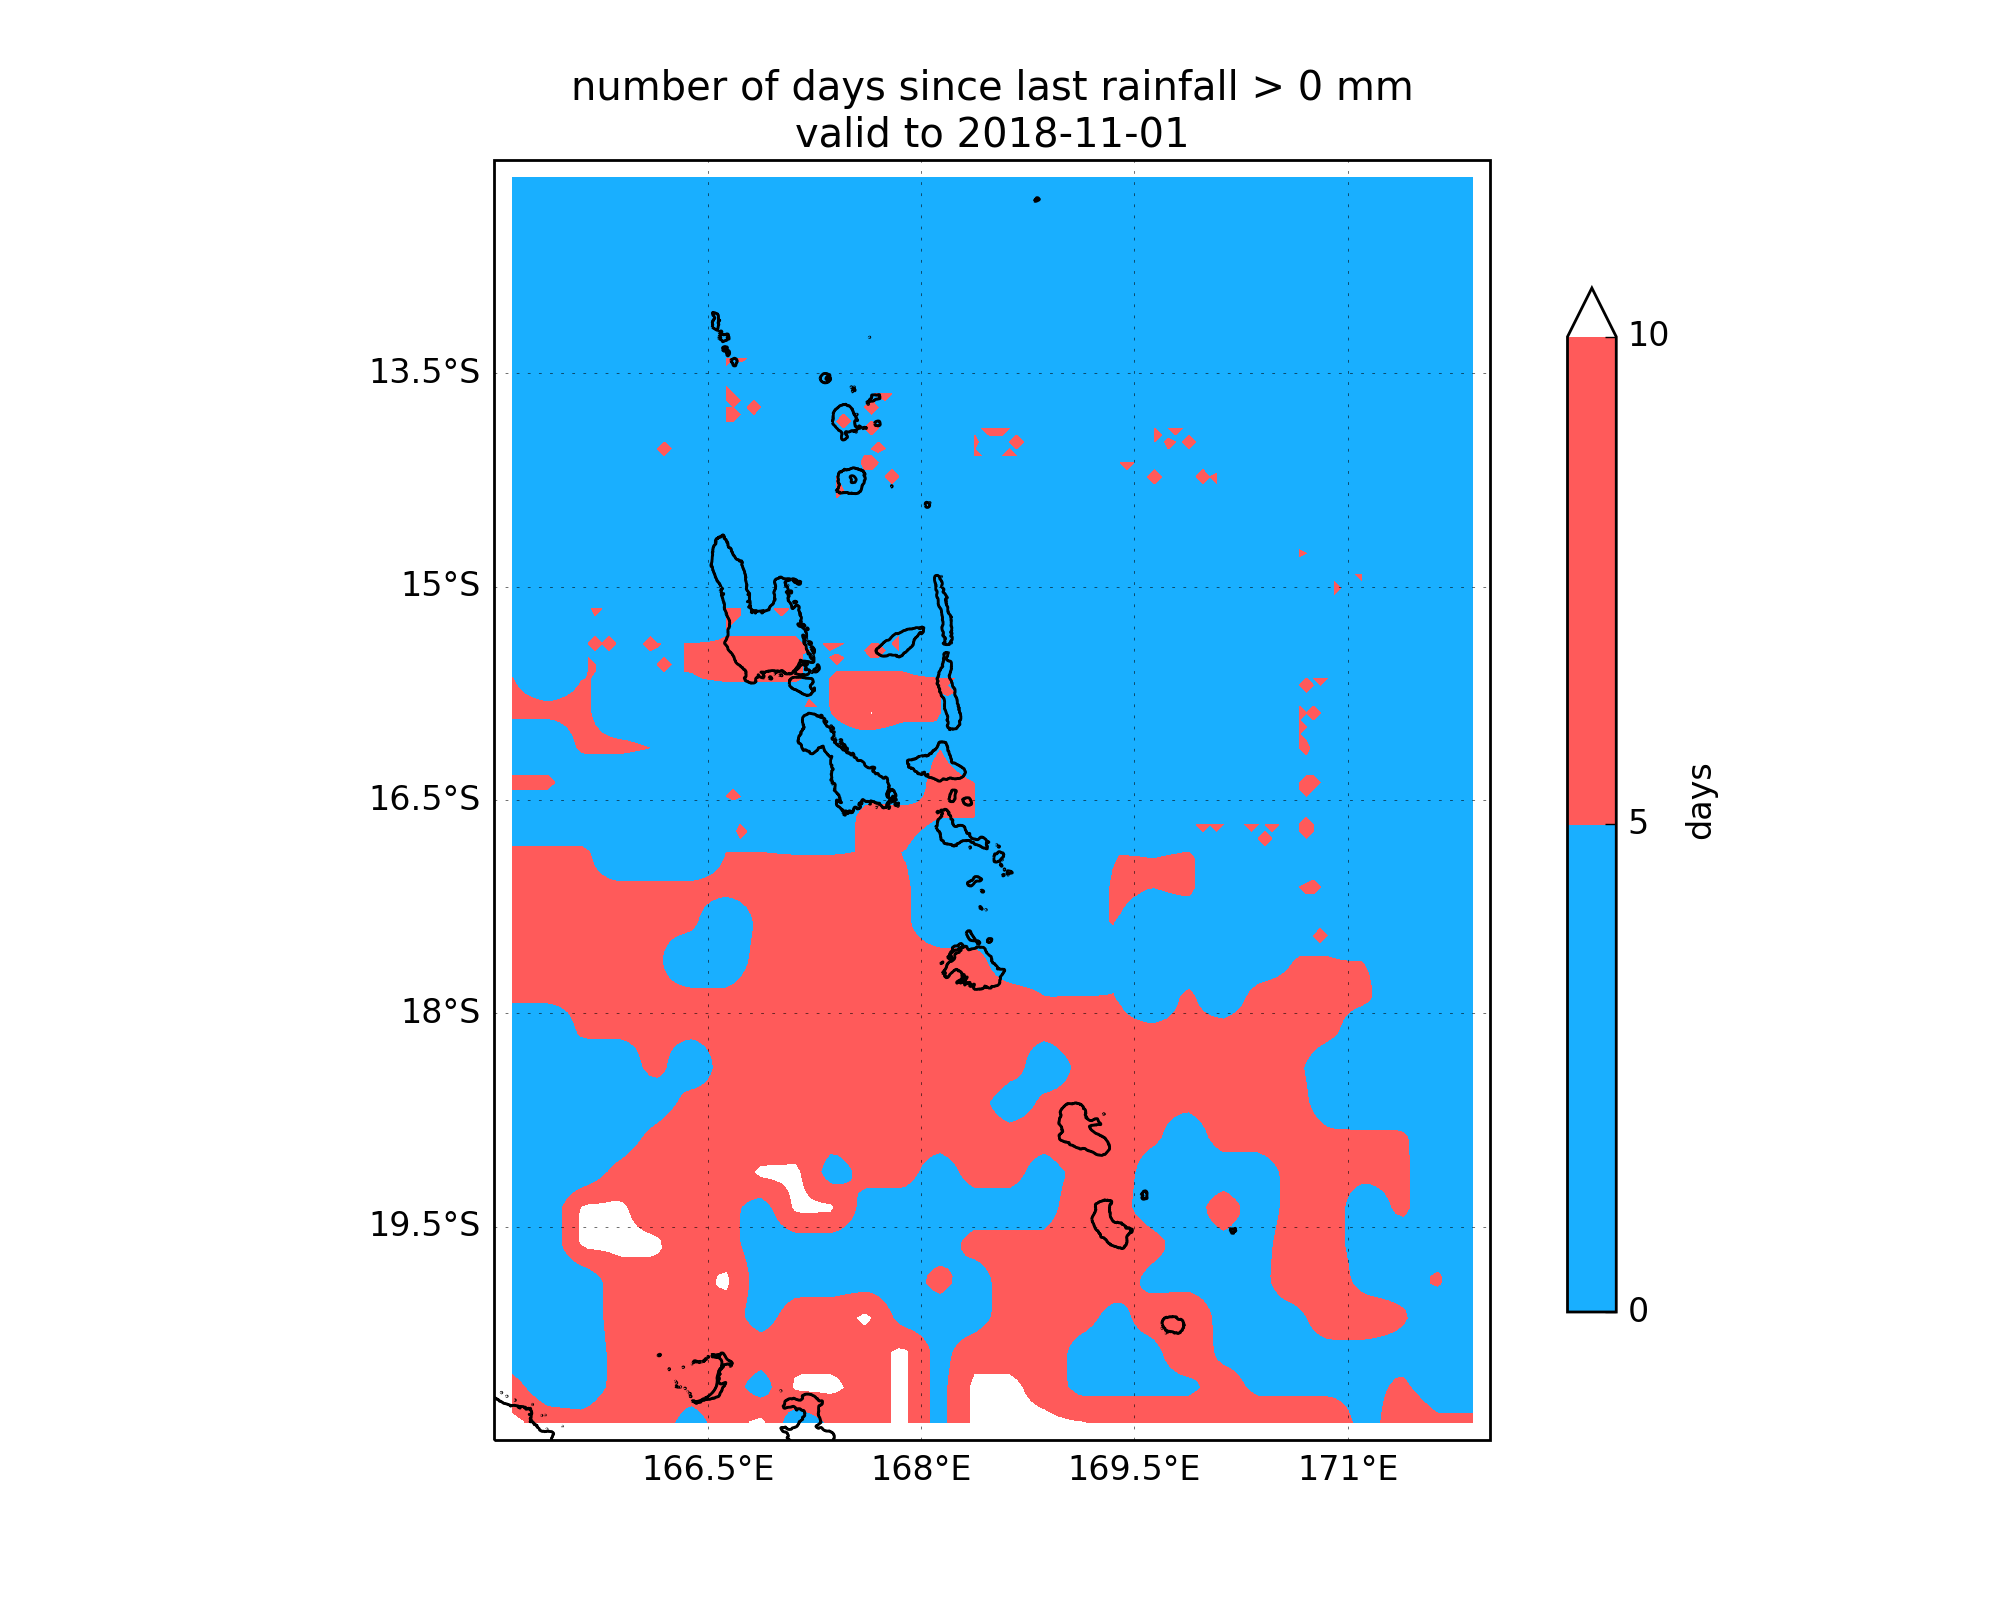 number of days since last rainfall > 0 mm
valid to 2018-11-01
13.5°S
15°S
16.5°S
18°S
19.5°S
166.5°E
168°E
169.5°E
171°E
10
5
0
days